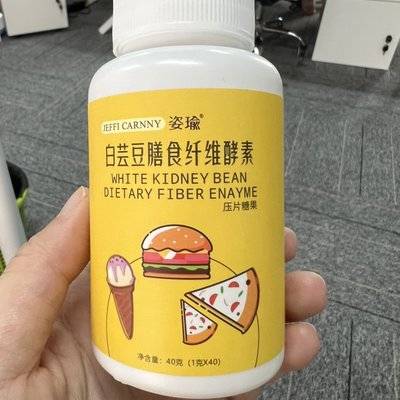 JEFFI CARNNY 姿瑜®
白芸豆膳食纤维酵素
WHITE KIDNEY BEAN
DIETARY FIBER ENAYME
压片糖果
净含量：40克（1克X40）